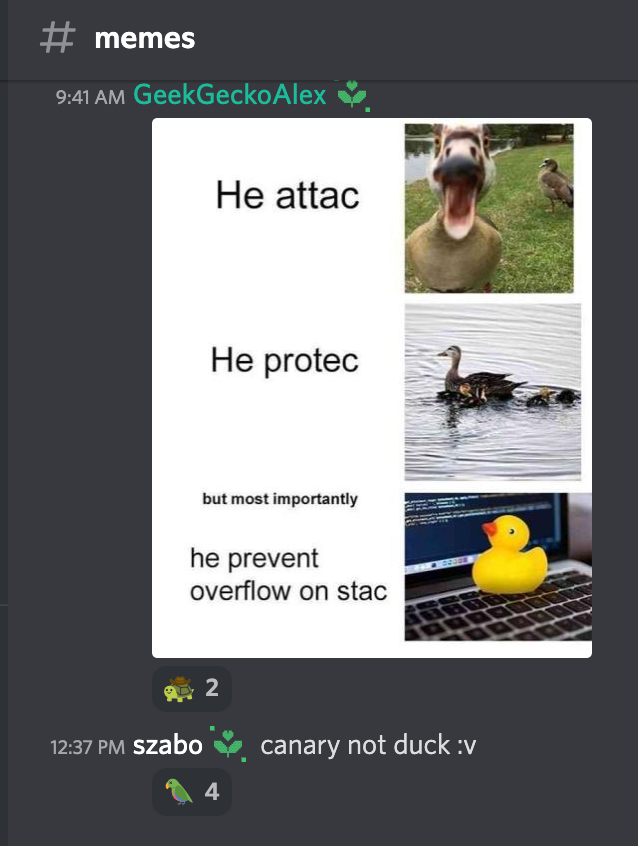 # memes
9:41 AM GeekGeckoAlex
He attac
He protec
but most importantly
he prevent
overflow on stac
2
12:37 PM szabo canary not duck :v
4